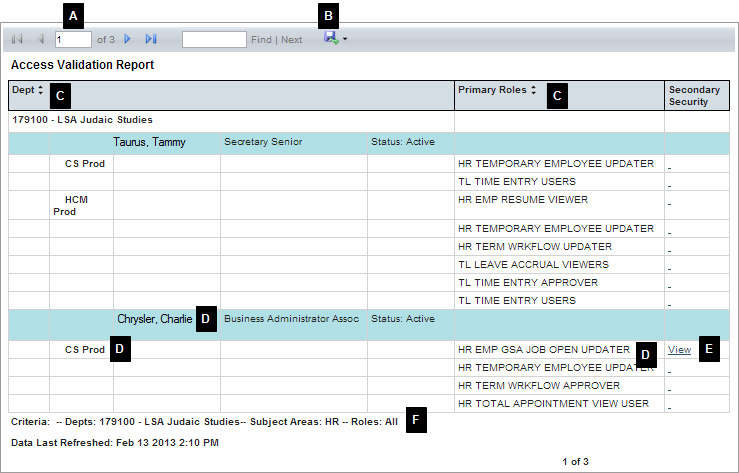 A B
1 of 3 Find | Next
Access Validation Report
Dept C Primary Roles C Secondary Security
179100 - LSA Judaic Studies
Taurus, Tammy Secretary Senior Status: Active
CS Prod HR TEMPORARY EMPLOYEE UPDATER -
TL TIME ENTRY USERS -
HCM Prod HR EMP RESUME VIEWER -
HR TEMPORARY EMPLOYEE UPDATER -
HR TERM WRKFLOW UPDATER -
TL LEAVE ACCRUAL VIEWERS -
TL TIME ENTRY APPROVER -
TL TIME ENTRY USERS -
Chrysler, Charlie D Business Administrator Assoc Status: Active
CS Prod D HR EMP GSA JOB OPEN UPDATER D View E
HR TEMPORARY EMPLOYEE UPDATER -
HR TERM WRKFLOW APPROVER -
HR TOTAL APPOINTMENT VIEW USER -
Criteria: -- Depts: 179100 - LSA Judaic Studies-- Subject Areas: HR -- Roles: All F
Data Last Refreshed: Feb 13 2013 2:10 PM
1 of 3